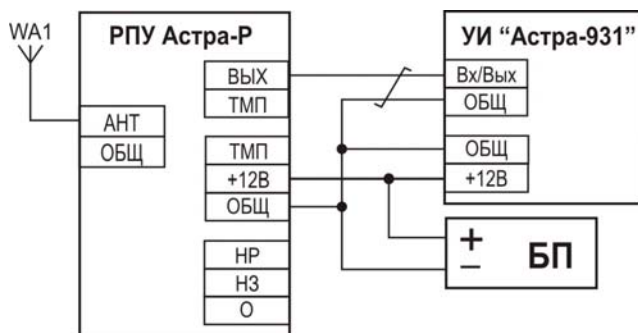 WA1
РПУ Астра-Р
АНТ
ОБЩ
ВЫХ
ТМП
ТМП
+12В
ОБЩ
НР
НЗ
О
УИ “Астра-931”
Вх/Вых
ОБЩ
ОБЩ
+12В
+
− БП